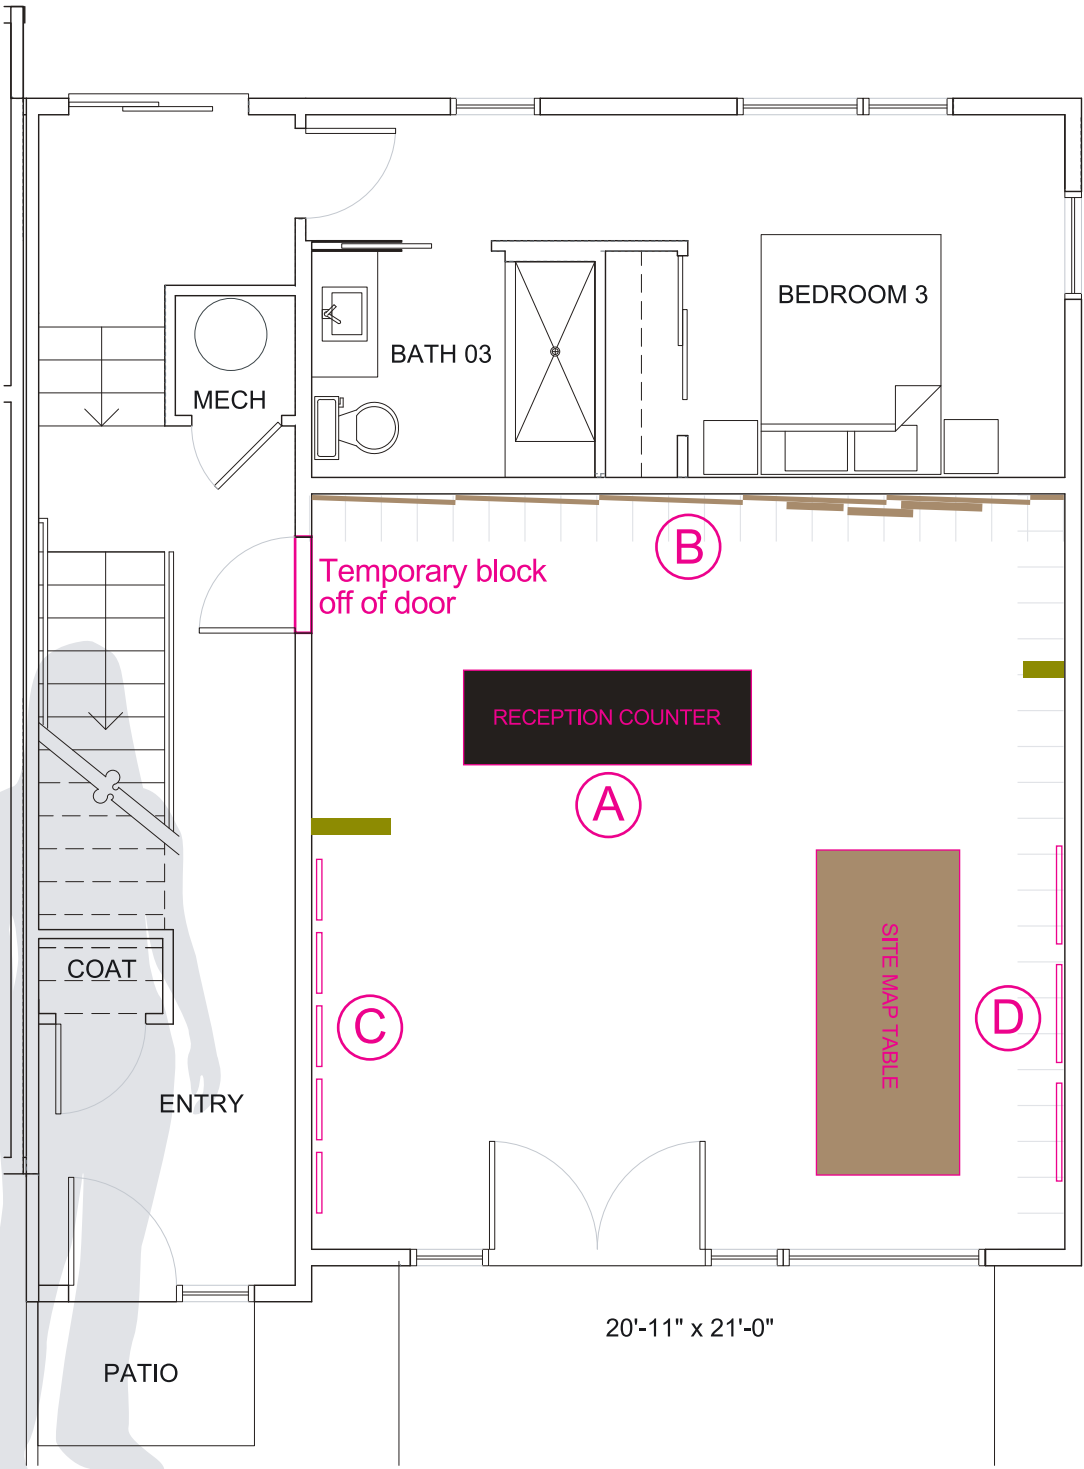 BEDROOM 3
BATH 03
MECH
B
Temporary block
off of door
RECEPTION COUNTER
A
SITE MAP TABLE
COAT
C
D
ENTRY
20'-11" x 21'-0"
PATIO